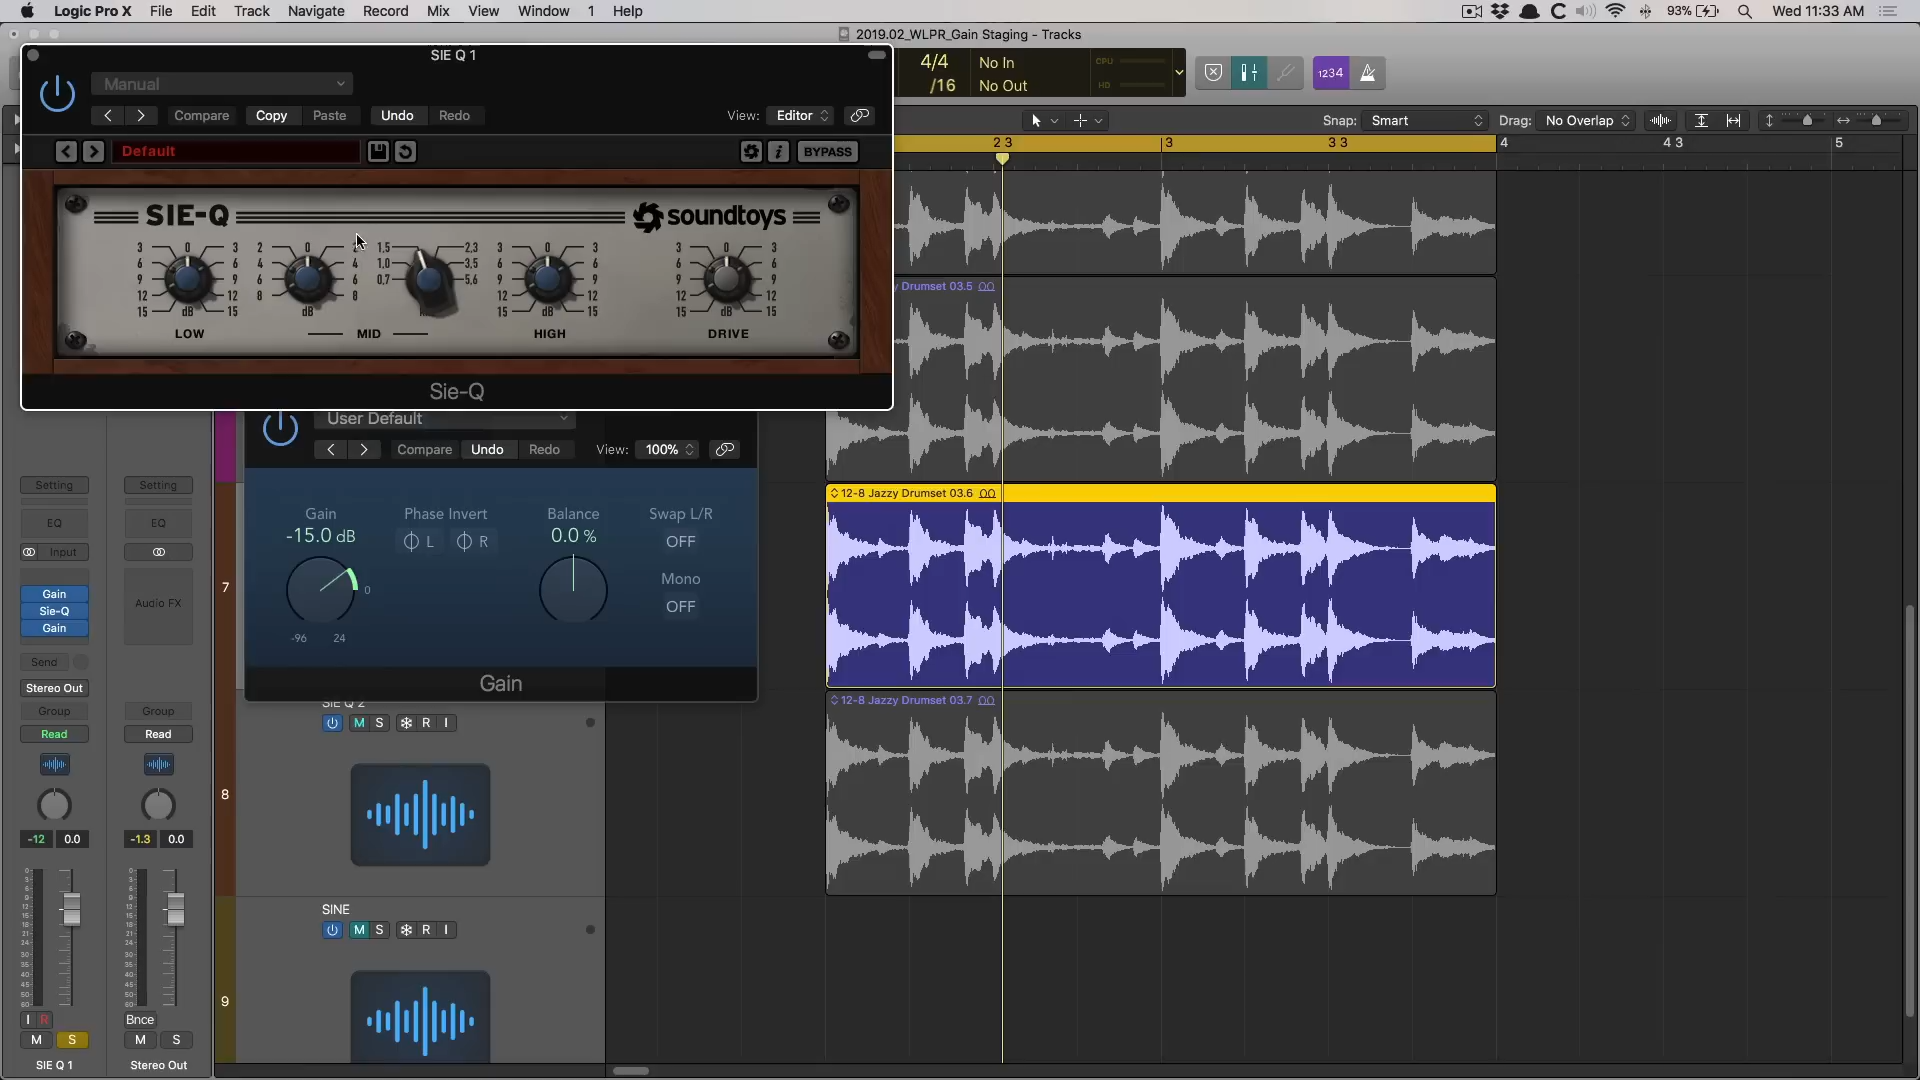 Logic Pro X File Edit Track Navigate Record Mix View Window 1 Help
93% Wed 11:33 AM
2019.02_WLPR_Gain Staging - Tracks
SIE Q 1
Manual
Compare Copy Paste Undo Redo View: Editor
4/4 No In CPU
/16 No Out HD
1234
Snap: Smart Drag: No Overlap
2 3 3 3 3 4 4 3 5
Default BYPASS
SIE-Q soundtoys
3 0 3 2 0 2 1,5 2,3 3 0 3 3 0 3
6 6 4 4 1,0 3,5 6 6 6 6
9 9 6 6 0,7 5,6 9 9 9 9
12 12 8 8 12 12 12 12
15 dB 15 dB 15 dB 15 15 dB 15
LOW MID HIGH DRIVE
Sie-Q
y Drumset 03.5
User Default
Compare Undo Redo View: 100%
Gain Phase Invert Balance Swap L/R
-15.0 dB L R 0.0 % OFF
Mono
0 OFF
-96 24
Gain
12-8 Jazzy Drumset 03.6
12-8 Jazzy Drumset 03.7
7
SIE Q 2
M S R I
8
SINE
M S R I
9
Setting Setting
EQ EQ
Input
Gain
Sie-Q Audio FX
Gain
Send
Stereo Out
Group Group
Read Read
-12 0.0 -1.3 0.0
I R Bnce
M S M S
SIE Q 1 Stereo Out